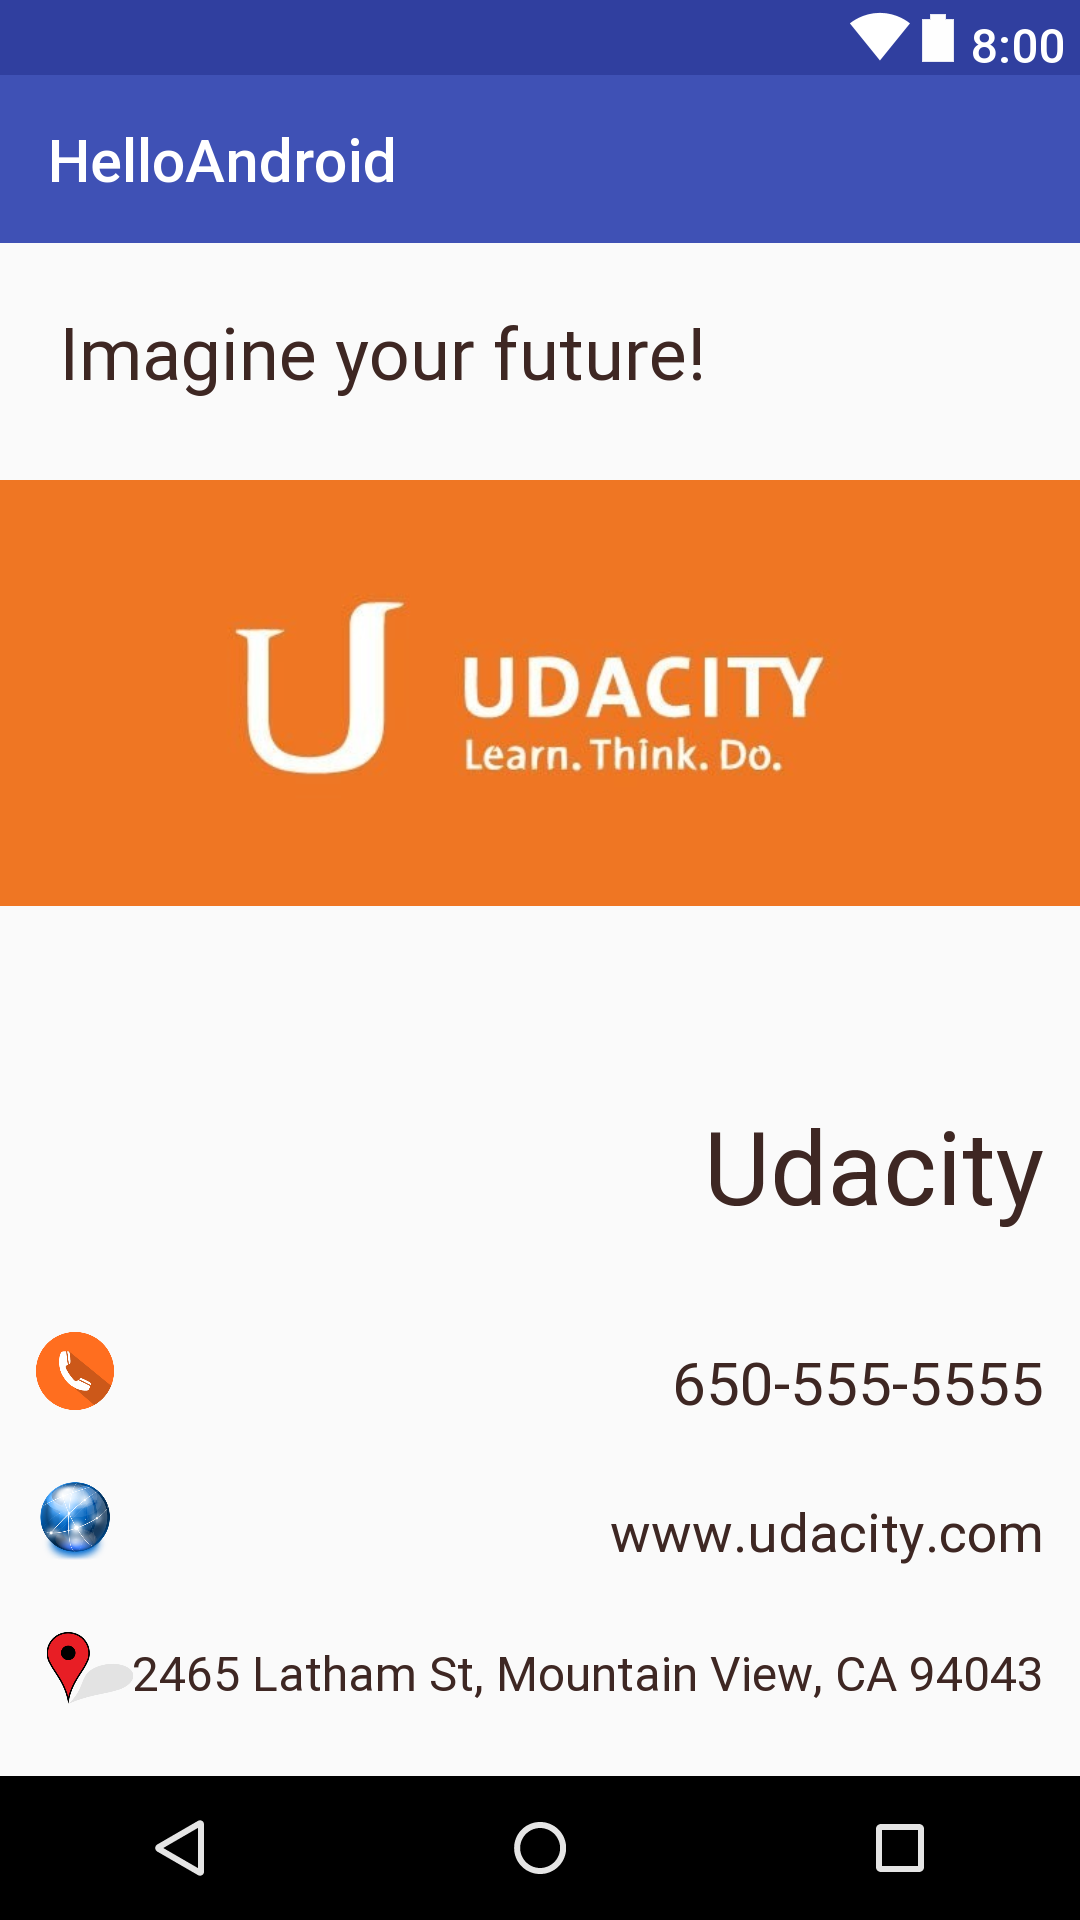 8:00
HelloAndroid
Imagine your future!
UDACITY
Learn. Think. Do.
Udacity
650-555-5555
www.udacity.com
2465 Latham St, Mountain View, CA 94043